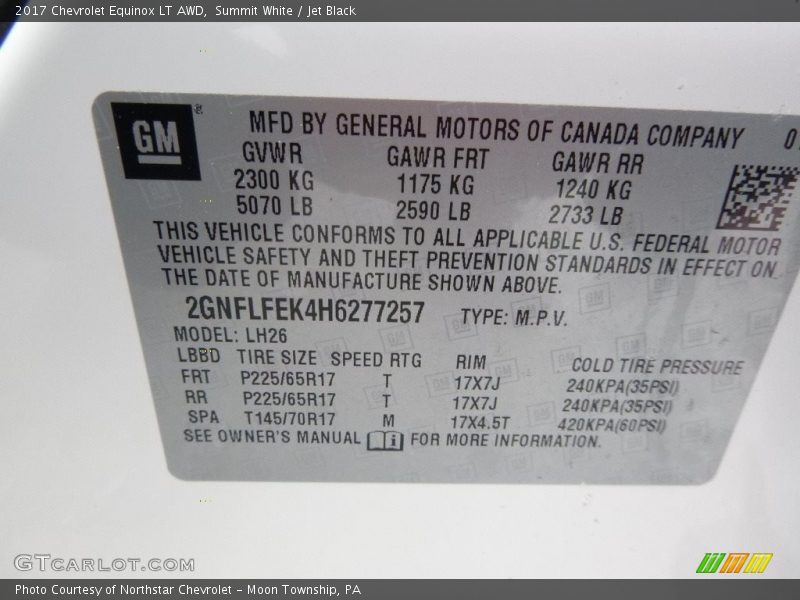 2017 Chevrolet Equinox LT AWD, Summit White / Jet Black
GM
MFD BY GENERAL MOTORS OF CANADA COMPANY
GVWR GAWR FRT GAWR RR
2300 KG 1175 KG 1240 KG
5070 LB 2590 LB 2733 LB
THIS VEHICLE CONFORMS TO ALL APPLICABLE U.S. FEDERAL MOTOR
VEHICLE SAFETY AND THEFT PREVENTION STANDARDS IN EFFECT ON
THE DATE OF MANUFACTURE SHOWN ABOVE.
2GNFLFEK4H6277257 TYPE: M.P.V.
MODEL: LH26
LBBD TIRE SIZE SPEED RTG RIM COLD TIRE PRESSURE
FRT P225/65R17 T 17X7J 240KPA(35PSI)
RR P225/65R17 T 17X7J 240KPA(35PSI)
SPA T145/70R17 M 17X4.5T 420KPA(60PSI)
SEE OWNER'S MANUAL FOR MORE INFORMATION.
GTCARLOT.COM
Photo Courtesy of Northstar Chevrolet - Moon Township, PA